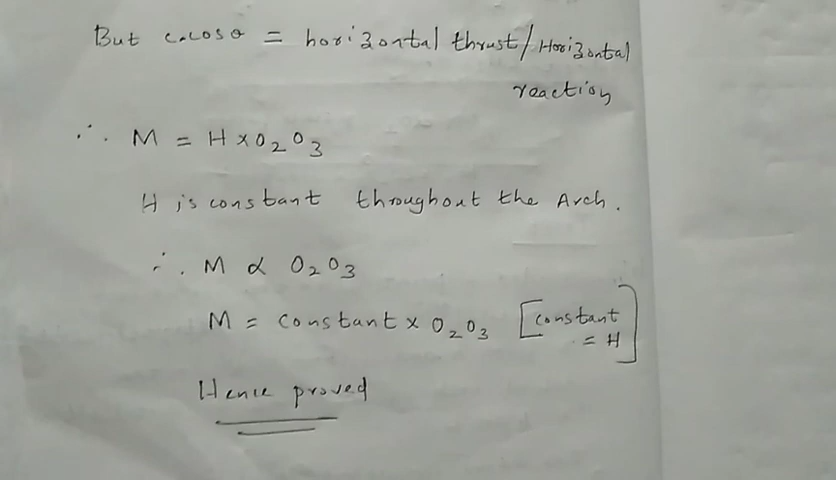 But c.cosθ = horizontal thrust/Horizontal
reaction
∴ M = H×O₂O₃
H is constant throughout the Arch.
∴ M α O₂O₃
M = constant × O₂O₃ [constant
= H]
Hence proved